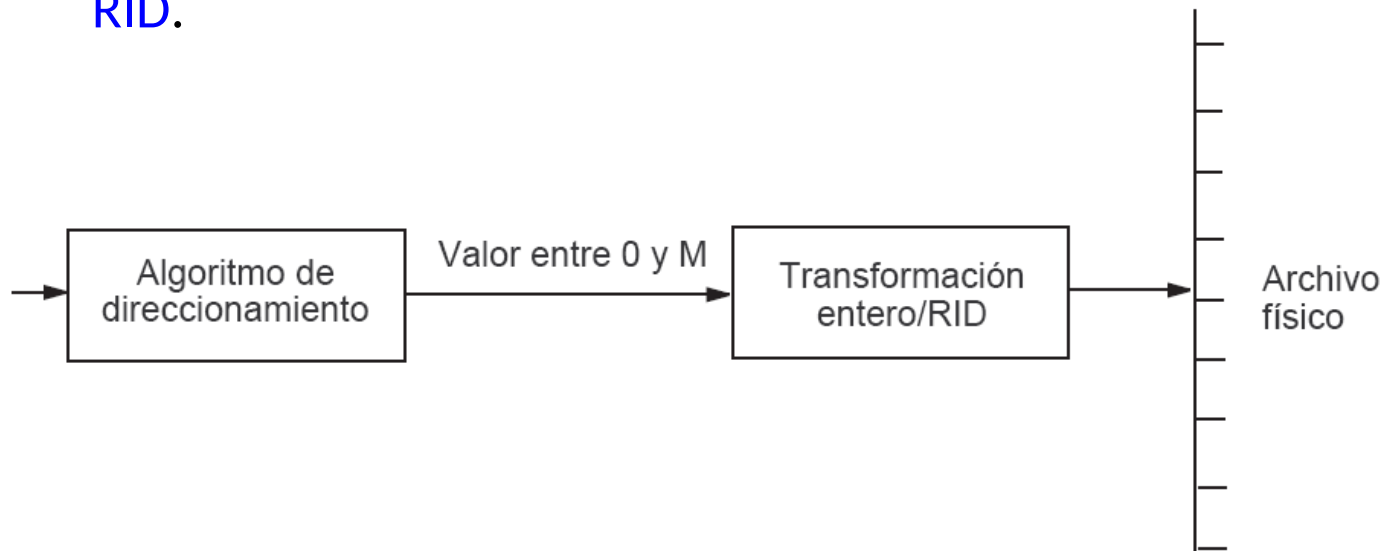 RID.
Algoritmo de
direccionamiento
Valor entre 0 y M
Transformación
entero/RID
Archivo
físico